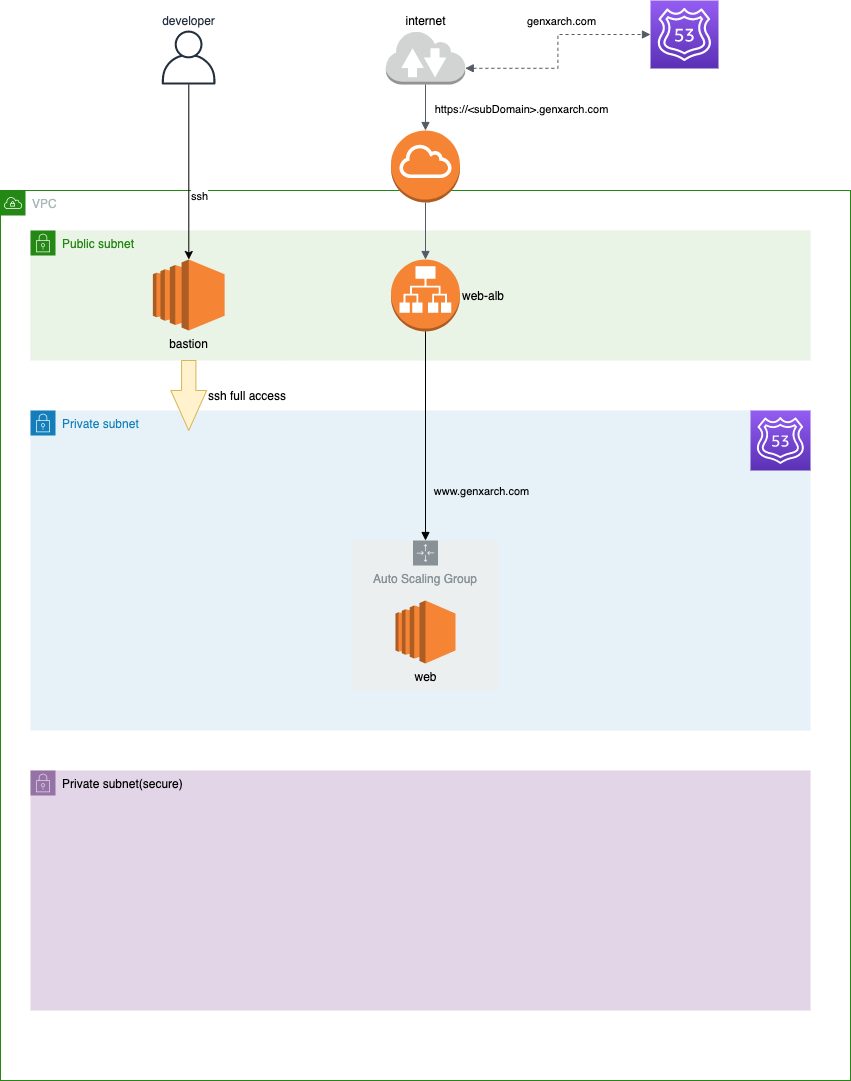 developer
internet
genxarch.com
53
https://<subDomain>.genxarch.com
ssh
VPC
Public subnet
web-alb
bastion
ssh full access
Private subnet
53
www.genxarch.com
Auto Scaling Group
web
Private subnet(secure)